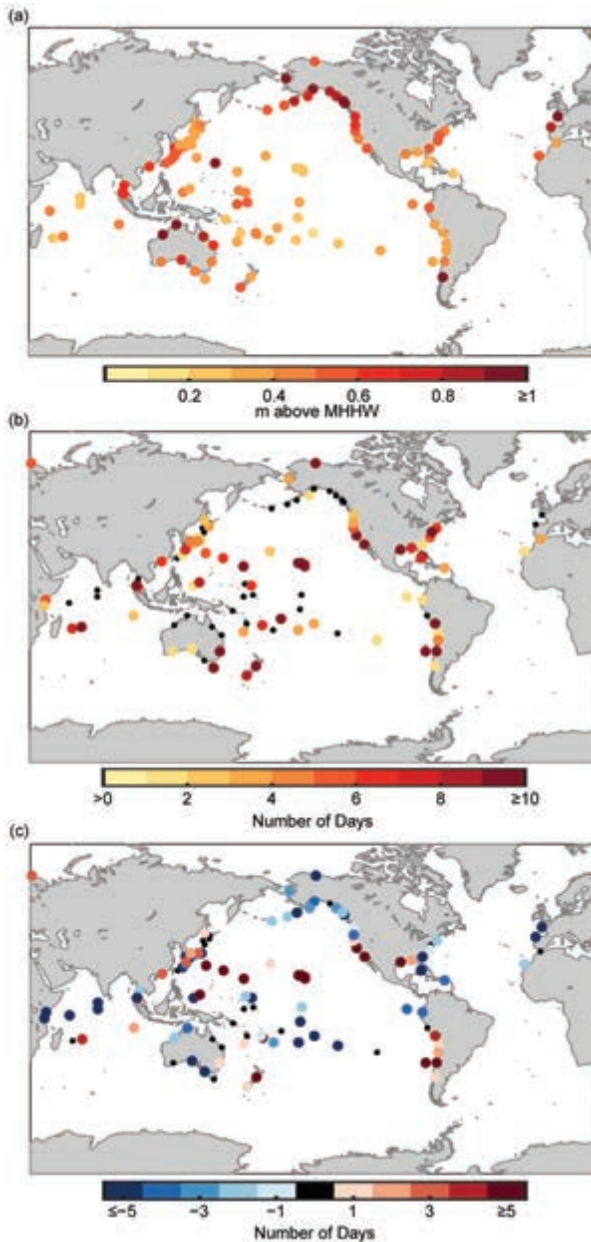 (a)
0.2 0.4 0.6 0.8 ≥1
m above MHHW
(b)
>0 2 4 6 8 ≥10
Number of Days
(c)
≤−5 −3 −1 1 3 ≥5
Number of Days